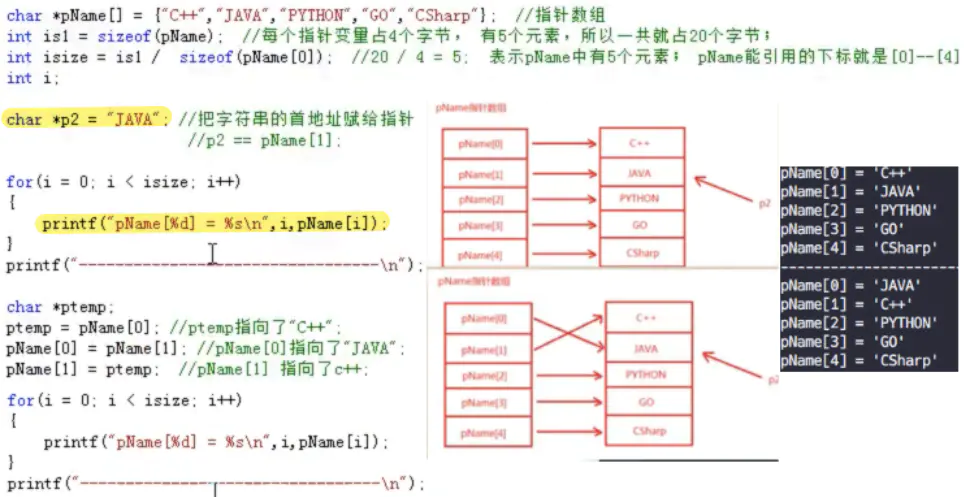 char *pName[] = {"C++","JAVA","PYTHON","GO","CSharp"}; //指针数组
int is1 = sizeof(pName); //每个指针变量占4个字节， 有5个元素，所以一共就占20个字节；
int isize = is1 / sizeof(pName[0]); //20 / 4 = 5; 表示pName中有5个元素； pName能引用的下标就是[0]--[4]
int i;
char *p2 = "JAVA"; //把字符串的首地址赋给指针
//p2 == pName[1];
for(i = 0; i < isize; i++)
{
printf("pName[%d] = %s\n",i,pName[i]);
}
printf("---------------------------------\n");
char *ptemp;
ptemp = pName[0]; //ptemp指向了"C++";
pName[0] = pName[1]; //pName[0]指向了"JAVA";
pName[1] = ptemp; //pName[1] 指向了c++;
for(i = 0; i < isize; i++)
{
printf("pName[%d] = %s\n",i,pName[i]);
}
printf("---------------------------------\n");
pName指针数组
pName[0] C++
pName[1] JAVA
pName[2] PYTHON
pName[3] GO
pName[4] CSharp
p2
pName指针数组
pName[0] C++
pName[1] JAVA
pName[2] PYTHON
pName[3] GO
pName[4] CSharp
pName[0] = 'C++'
pName[1] = 'JAVA'
pName[2] = 'PYTHON'
pName[3] = 'GO'
pName[4] = 'CSharp'
---------------------
pName[0] = 'JAVA'
pName[1] = 'C++'
pName[2] = 'PYTHON'
pName[3] = 'GO'
pName[4] = 'CSharp'